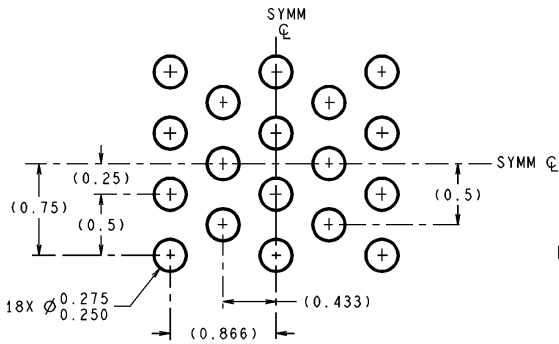 SYMM
℄
SYMM ℄
(0.25)
(0.75)
(0.5)
(0.5)
18X Ø 0.275
0.250
(0.433)
(0.866)